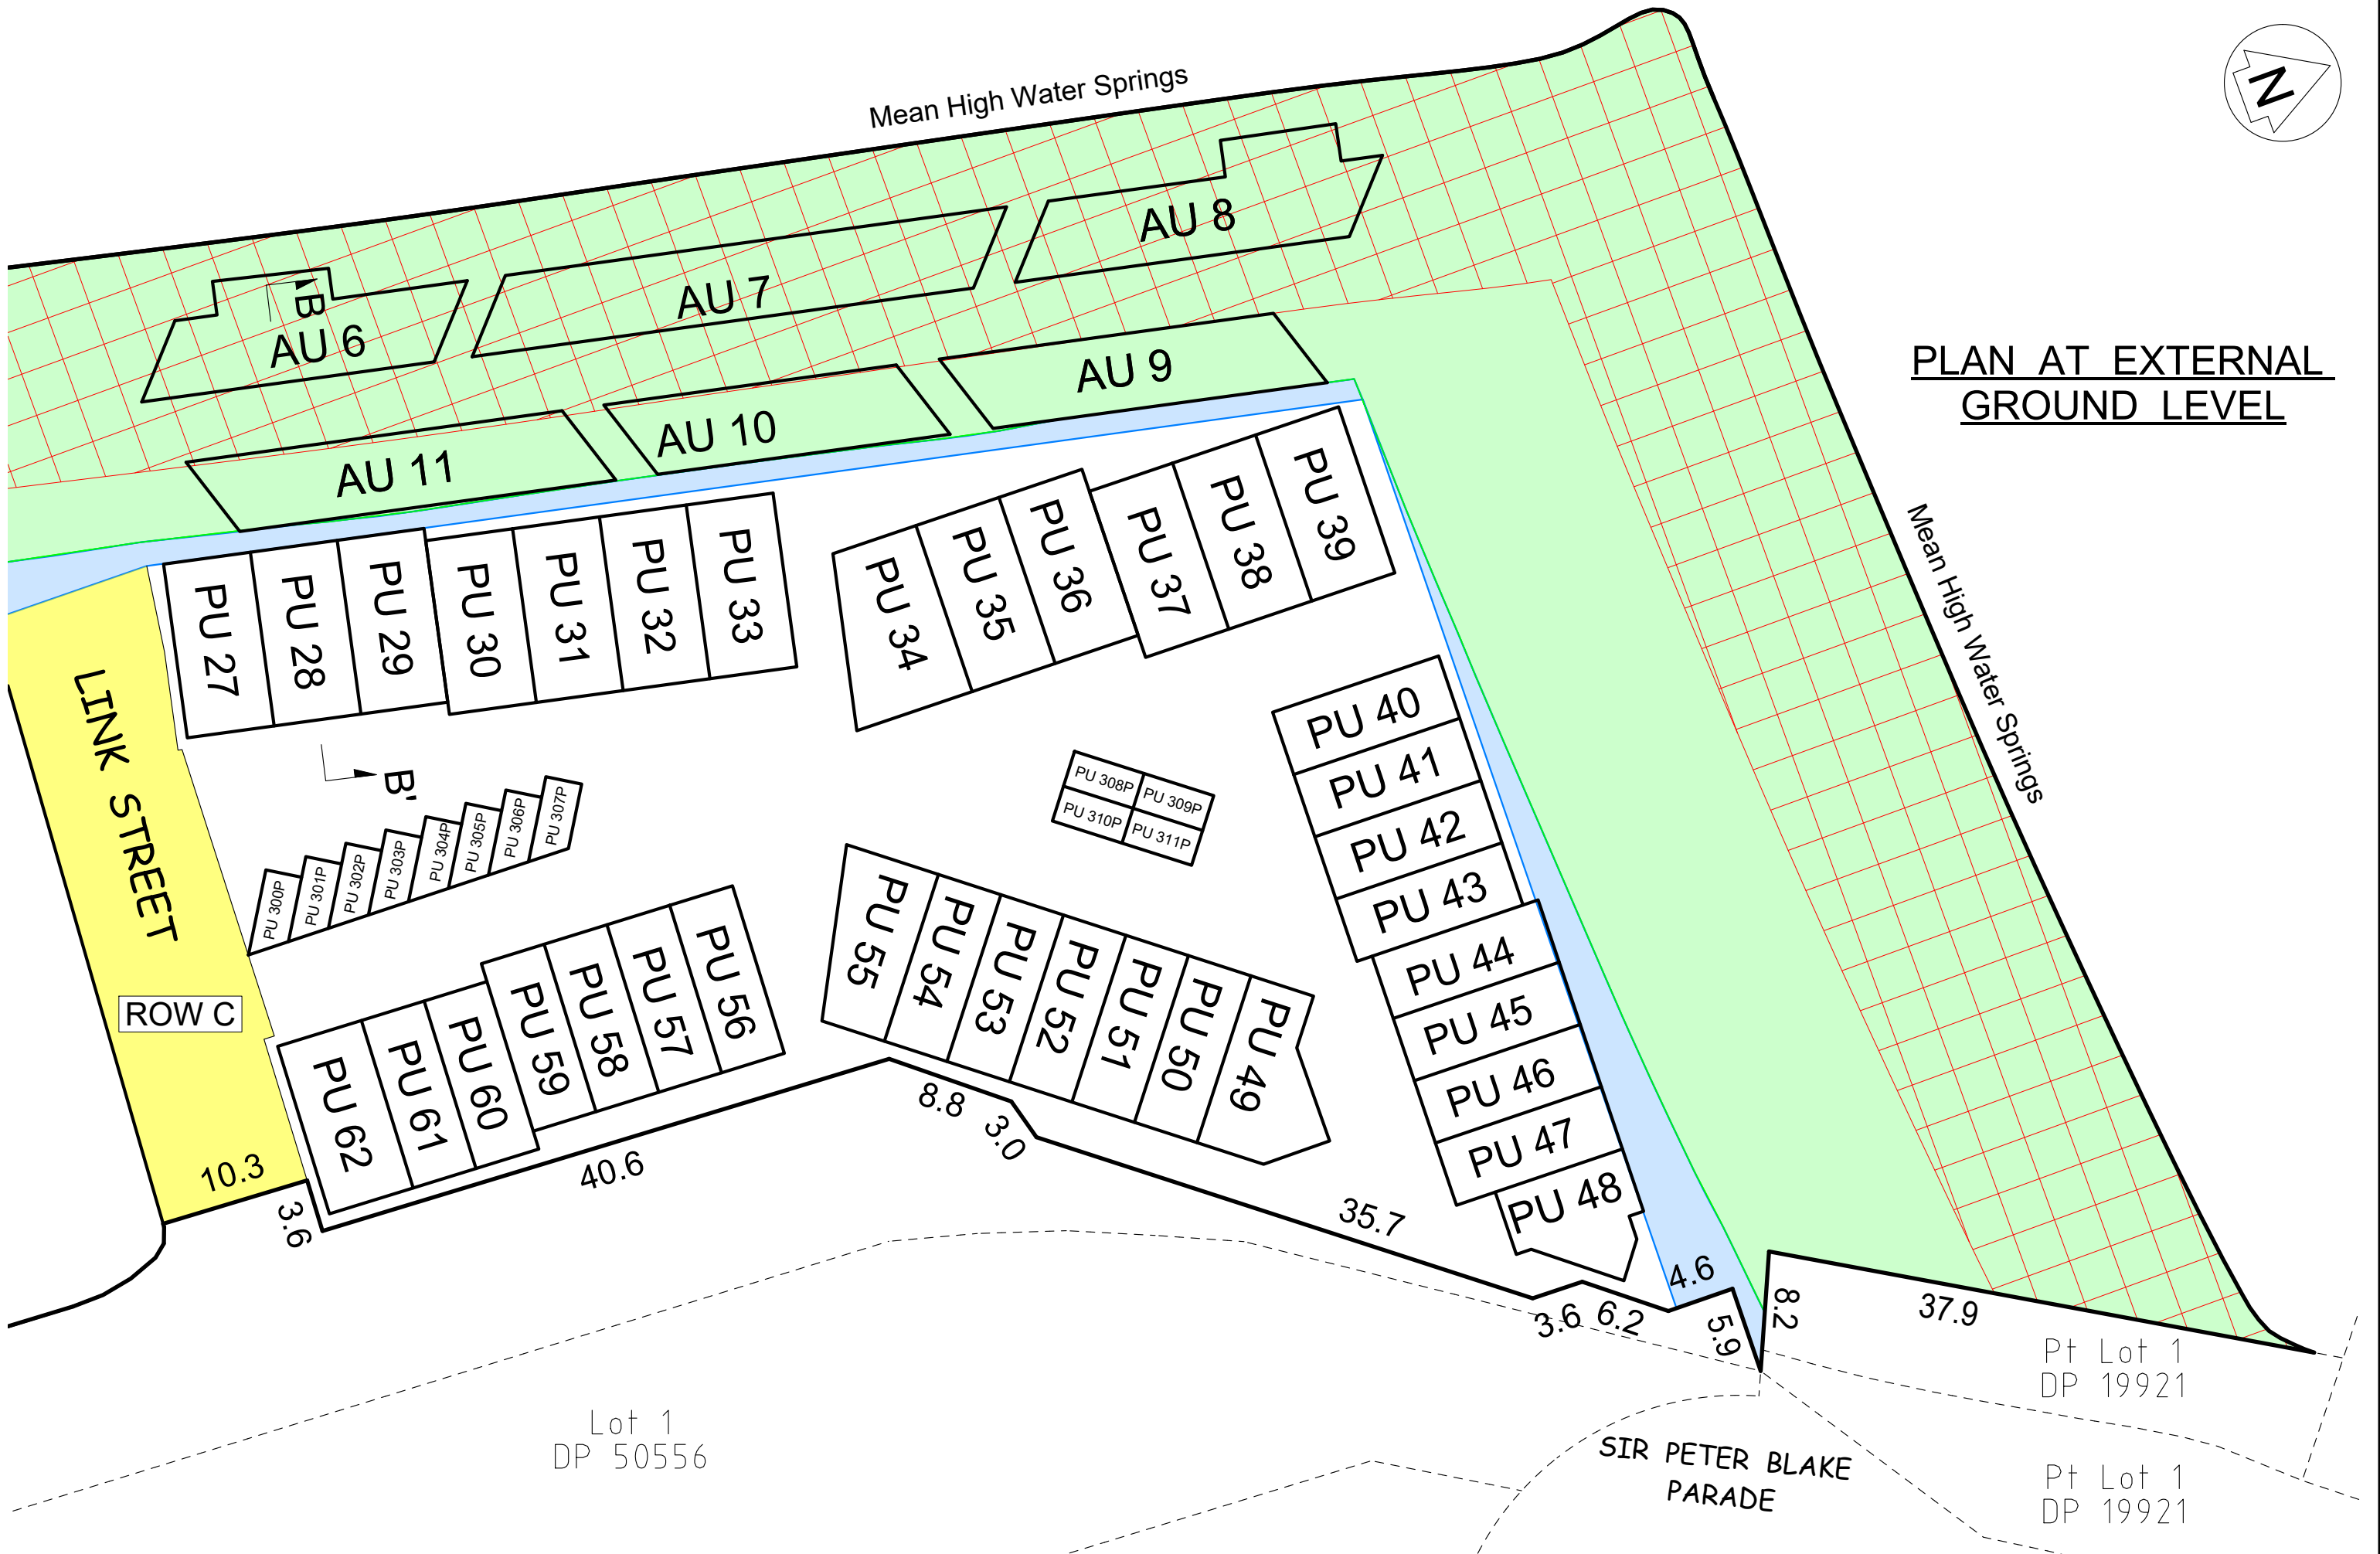 Mean High Water Springs
N
AU 8
AU 7
B
AU 6
PLAN AT EXTERNAL
GROUND LEVEL
AU 9
AU 10
AU 11
Mean High Water Springs
PU 27
PU 28
PU 29
PU 30
PU 31
PU 32
PU 33
PU 34
PU 35
PU 36
PU 37
PU 38
PU 39
LINK STREET
B'
PU 40
PU 41
PU 42
PU 43
PU 44
PU 45
PU 46
PU 47
PU 48
PU 300P
PU 301P
PU 302P
PU 303P
PU 304P
PU 305P
PU 306P
PU 307P
PU 308P
PU 309P
PU 310P
PU 311P
PU 55
PU 54
PU 53
PU 52
PU 51
PU 50
PU 49
ROW C
PU 62
PU 61
PU 60
PU 59
PU 58
PU 57
PU 56
10.3
3.6
40.6
8.8
3.0
35.7
3.6
6.2
4.6
5.9
8.2
37.9
Pt Lot 1
DP 19921
Lot 1
DP 50556
SIR PETER BLAKE
PARADE
Pt Lot 1
DP 19921